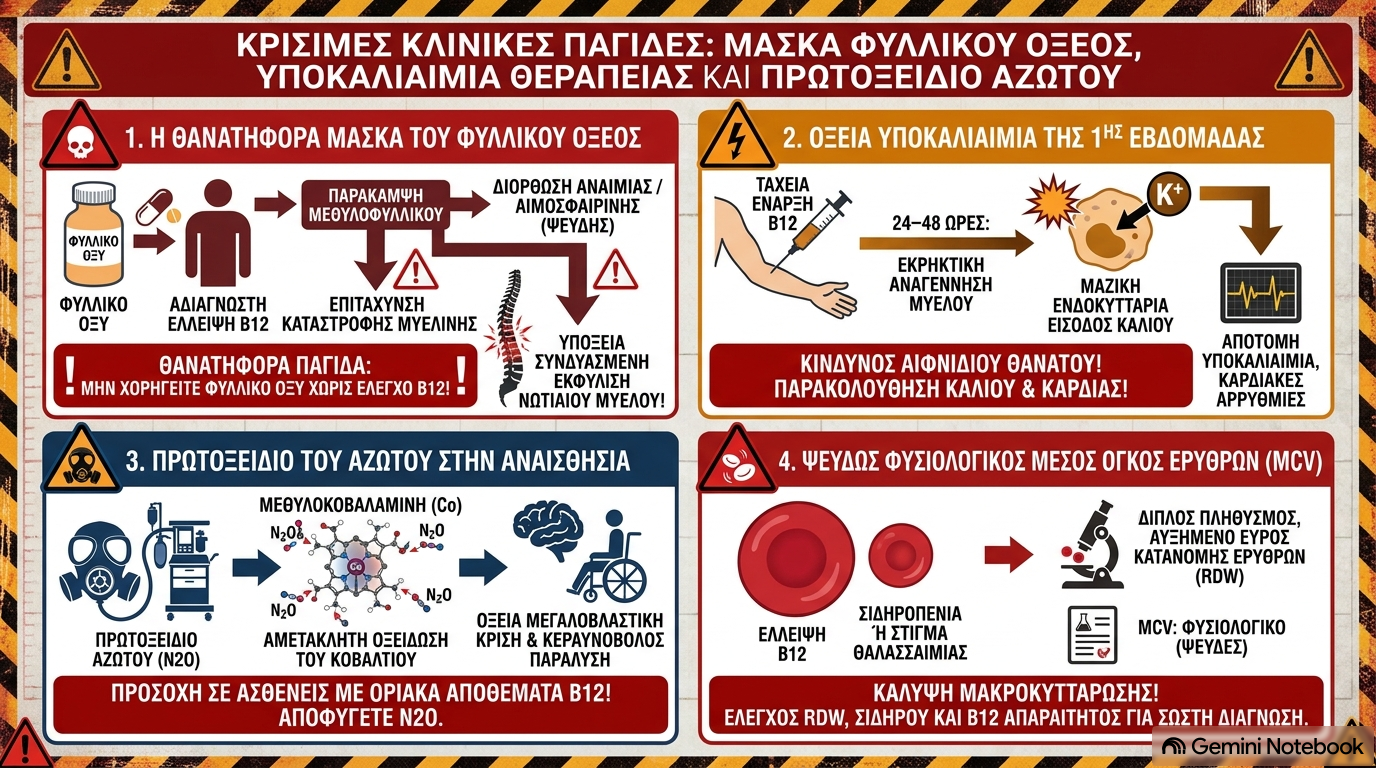 ΚΡΙΣΙΜΕΣ ΚΛΙΝΙΚΕΣ ΠΑΓΙΔΕΣ: ΜΑΣΚΑ ΦΥΛΛΙΚΟΥ ΟΞΕΟΣ,
ΥΠΟΚΑΛΙΑΙΜΙΑ ΘΕΡΑΠΕΙΑΣ ΚΑΙ ΠΡΩΤΟΞΕΙΔΙΟ ΑΖΩΤΟΥ
1. Η ΘΑΝΑΤΗΦΟΡΑ ΜΑΣΚΑ ΤΟΥ ΦΥΛΛΙΚΟΥ ΟΞΕΟΣ
ΦΥΛΛΙΚΟ
ΟΞΥ
ΦΥΛΛΙΚΟ
ΟΞΥ
ΑΔΙΑΓΝΩΣΤΗ
ΕΛΛΕΙΨΗ Β12
ΠΑΡΑΚΑΜΨΗ
ΜΕΘΥΛΟΦΥΛΛΙΚΟΥ
ΔΙΟΡΘΩΣΗ ΑΝΑΙΜΙΑΣ /
ΑΙΜΟΣΦΑΙΡΙΝΗΣ
(ΨΕΥΔΗΣ)
ΕΠΙΤΑΧΥΝΣΗ
ΚΑΤΑΣΤΡΟΦΗΣ ΜΥΕΛΙΝΗΣ
ΥΠΟΞΕΙΑ
ΣΥΝΔΥΑΣΜΕΝΗ
ΕΚΦΥΛΙΣΗ
ΝΩΤΙΑΙΟΥ ΜΥΕΛΟΥ!
! ΘΑΝΑΤΗΦΟΡΑ ΠΑΓΙΔΑ: !
ΜΗΝ ΧΟΡΗΓΕΙΤΕ ΦΥΛΛΙΚΟ ΟΞΥ ΧΩΡΙΣ ΕΛΕΓΧΟ Β12!
2. ΟΞΕΙΑ ΥΠΟΚΑΛΙΑΙΜΙΑ ΤΗΣ 1ΗΣ ΕΒΔΟΜΑΔΑΣ
ΤΑΧΕΙΑ
ΕΝΑΡΞΗ
Β12
24–48 ΩΡΕΣ:
ΕΚΡΗΚΤΙΚΗ
ΑΝΑΓΕΝΝΗΣΗ
ΜΥΕΛΟΥ
K+
ΜΑΖΙΚΗ
ΕΝΔΟΚΥΤΤΑΡΙΑ
ΕΙΣΟΔΟΣ ΚΑΛΙΟΥ
ΑΠΟΤΟΜΗ
ΥΠΟΚΑΛΙΑΙΜΙΑ,
ΚΑΡΔΙΑΚΕΣ
ΑΡΡΥΘΜΙΕΣ
ΚΙΝΔΥΝΟΣ ΑΙΦΝΙΔΙΟΥ ΘΑΝΑΤΟΥ!
ΠΑΡΑΚΟΛΟΥΘΗΣΗ ΚΑΛΙΟΥ & ΚΑΡΔΙΑΣ!
3. ΠΡΩΤΟΞΕΙΔΙΟ ΤΟΥ ΑΖΩΤΟΥ ΣΤΗΝ ΑΝΑΙΣΘΗΣΙΑ
ΠΡΩΤΟΞΕΙΔΙΟ
ΑΖΩΤΟΥ (N2O)
ΜΕΘΥΛΟΚΟΒΑΛΑΜΙΝΗ (Co)
N₂O
N₂O
Co
N₂O
N₂O
ΑΜΕΤΑΚΛΗΤΗ ΟΞΕΙΔΩΣΗ
ΤΟΥ ΚΟΒΑΛΤΙΟΥ
ΟΞΕΙΑ ΜΕΓΑΛΟΒΛΑΣΤΙΚΗ
ΚΡΙΣΗ & ΚΕΡΑΥΝΟΒΟΛΟΣ
ΠΑΡΑΛΥΣΗ
ΠΡΟΣΟΧΗ ΣΕ ΑΣΘΕΝΕΙΣ ΜΕ ΟΡΙΑΚΑ ΑΠΟΘΕΜΑΤΑ Β12!
ΑΠΟΦΥΓΕΤΕ N2O.
4. ΨΕΥΔΩΣ ΦΥΣΙΟΛΟΓΙΚΟΣ ΜΕΣΟΣ ΟΓΚΟΣ ΕΡΥΘΡΩΝ (MCV)
ΕΛΛΕΙΨΗ
Β12
ΣΙΔΗΡΟΠΕΝΙΑ
Ή ΣΤΙΓΜΑ
ΘΑΛΑΣΣΑΙΜΙΑΣ
ΔΙΠΛΟΣ ΠΛΗΘΥΣΜΟΣ,
ΑΥΞΗΜΕΝΟ ΕΥΡΟΣ
ΚΑΤΑΝΟΜΗΣ ΕΡΥΘΡΩΝ
(RDW)
MCV: ΦΥΣΙΟΛΟΓΙΚΟ
(ΨΕΥΔΕΣ)
ΚΑΛΥΨΗ ΜΑΚΡΟΚΥΤΤΑΡΩΣΗΣ!
ΕΛΕΓΧΟΣ RDW, ΣΙΔΗΡΟΥ ΚΑΙ Β12 ΑΠΑΡΑΙΤΗΤΟΣ ΓΙΑ ΣΩΣΤΗ ΔΙΑΓΝΩΣΗ.
Gemini Notebook